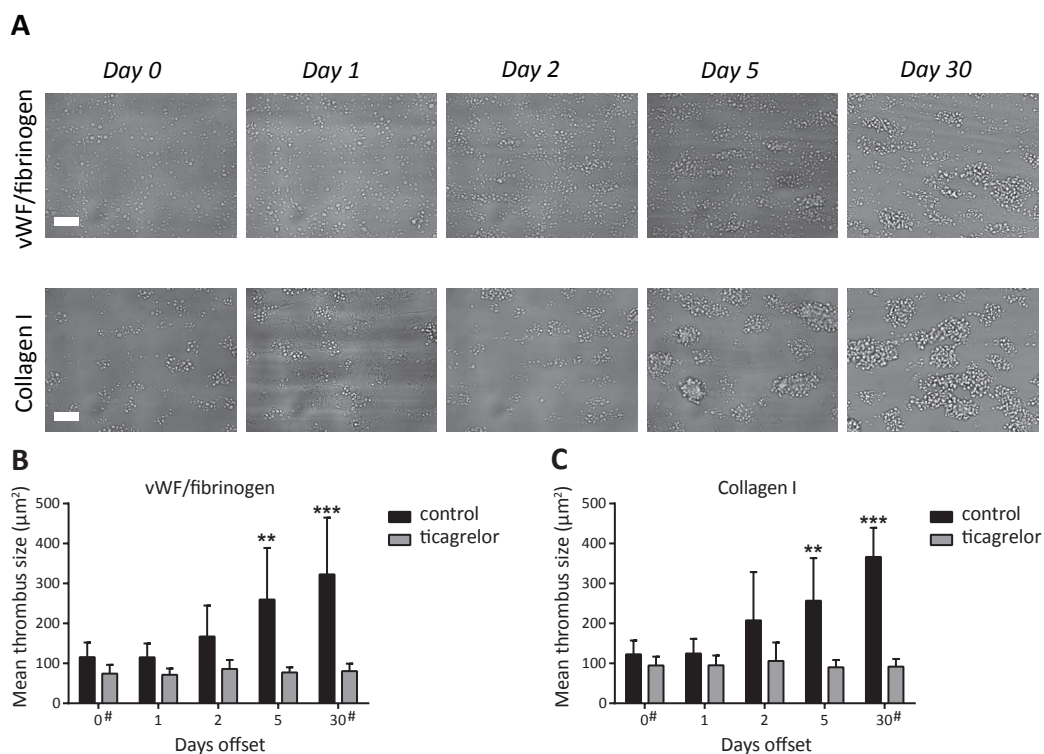 A
Day 0 Day 1 Day 2 Day 5 Day 30
vWF/fibrinogen
Collagen I
B
vWF/fibrinogen
Mean thrombus size (µm²)
500
400
300
200
100
0
** ***
control
ticagrelor
0# 1 2 5 30#
Days offset
C
Collagen I
Mean thrombus size (µm²)
500
400
300
200
100
0
** ***
control
ticagrelor
0# 1 2 5 30#
Days offset